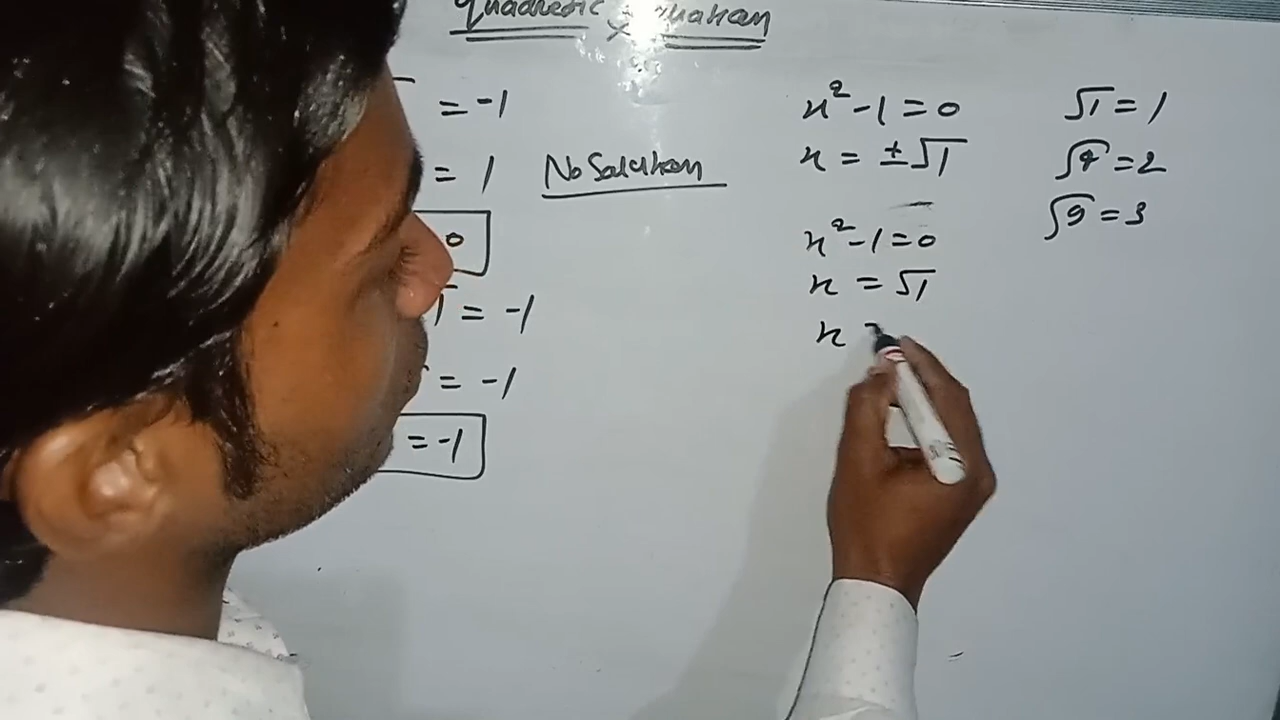 Quadratic Equation
= -1
= 1 No Solution
0
= -1
= -1
= -1
x² - 1 = 0
x = ±√1
x² - 1 = 0
x = √1
x =
√1 = 1
√4 = 2
√9 = 3